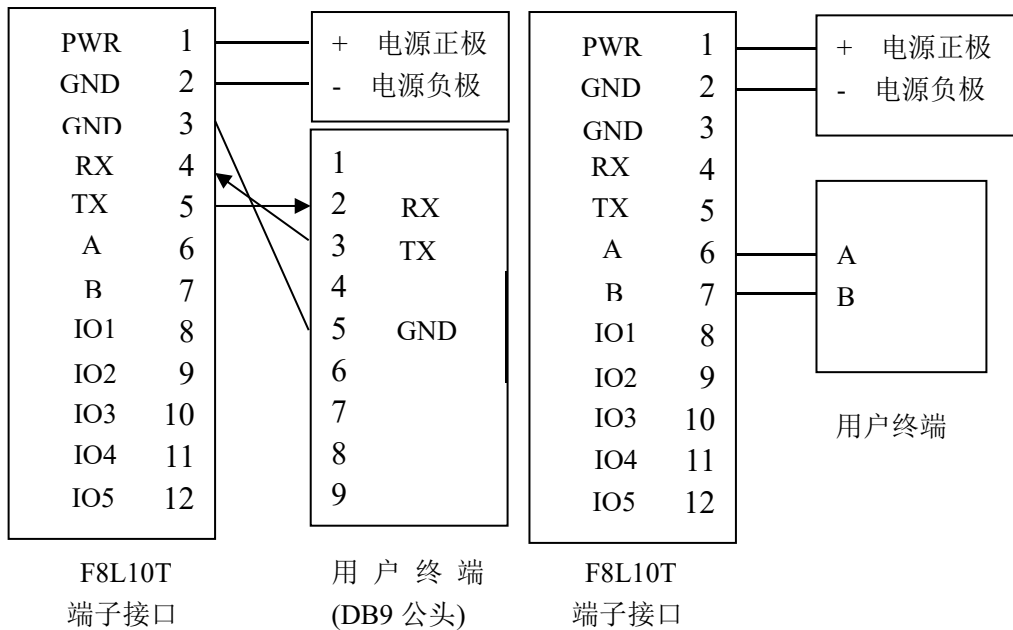 PWR 1
GND 2
GND 3
RX 4
TX 5
A 6
B 7
IO1 8
IO2 9
IO3 10
IO4 11
IO5 12
F8L10T
端子接口
+ 电源正极
- 电源负极
1
2 RX
3 TX
4
5 GND
6
7
8
9
用户终端
(DB9 公头)
PWR 1
GND 2
GND 3
RX 4
TX 5
A 6
B 7
IO1 8
IO2 9
IO3 10
IO4 11
IO5 12
F8L10T
端子接口
+ 电源正极
- 电源负极
A
B
用户终端